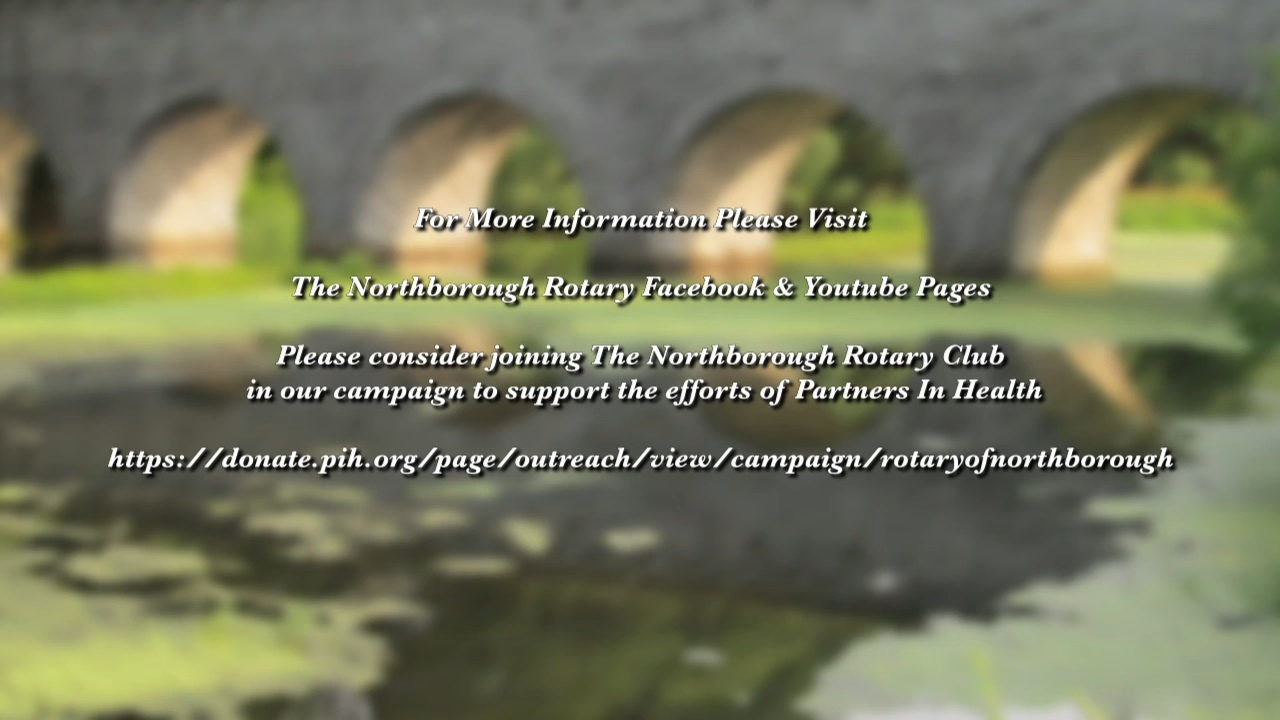 For More Information Please Visit
The Northborough Rotary Facebook & Youtube Pages
Please consider joining The Northborough Rotary Club
in our campaign to support the efforts of Partners In Health
https://donate.pih.org/page/outreach/view/campaign/rotaryofnorthborough